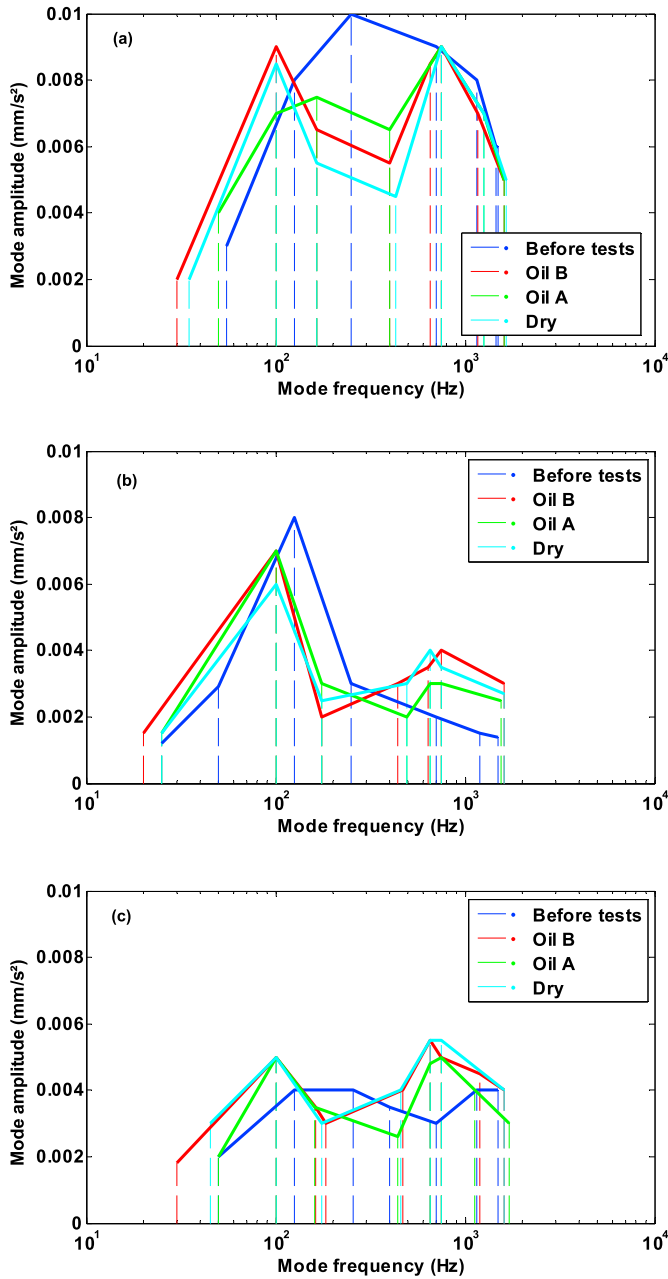 (a)
Mode amplitude (mm/s²)
0.01
0.008
0.006
0.004
0.002
0
Before tests
Oil B
Oil A
Dry
10¹ 10² 10³ 10⁴
Mode frequency (Hz)
(b)
Mode amplitude (mm/s²)
0.01
0.008
0.006
0.004
0.002
0
Before tests
Oil B
Oil A
Dry
10¹ 10² 10³ 10⁴
Mode frequency (Hz)
(c)
Mode amplitude (mm/s²)
0.01
0.008
0.006
0.004
0.002
0
Before tests
Oil B
Oil A
Dry
10¹ 10² 10³ 10⁴
Mode frequency (Hz)